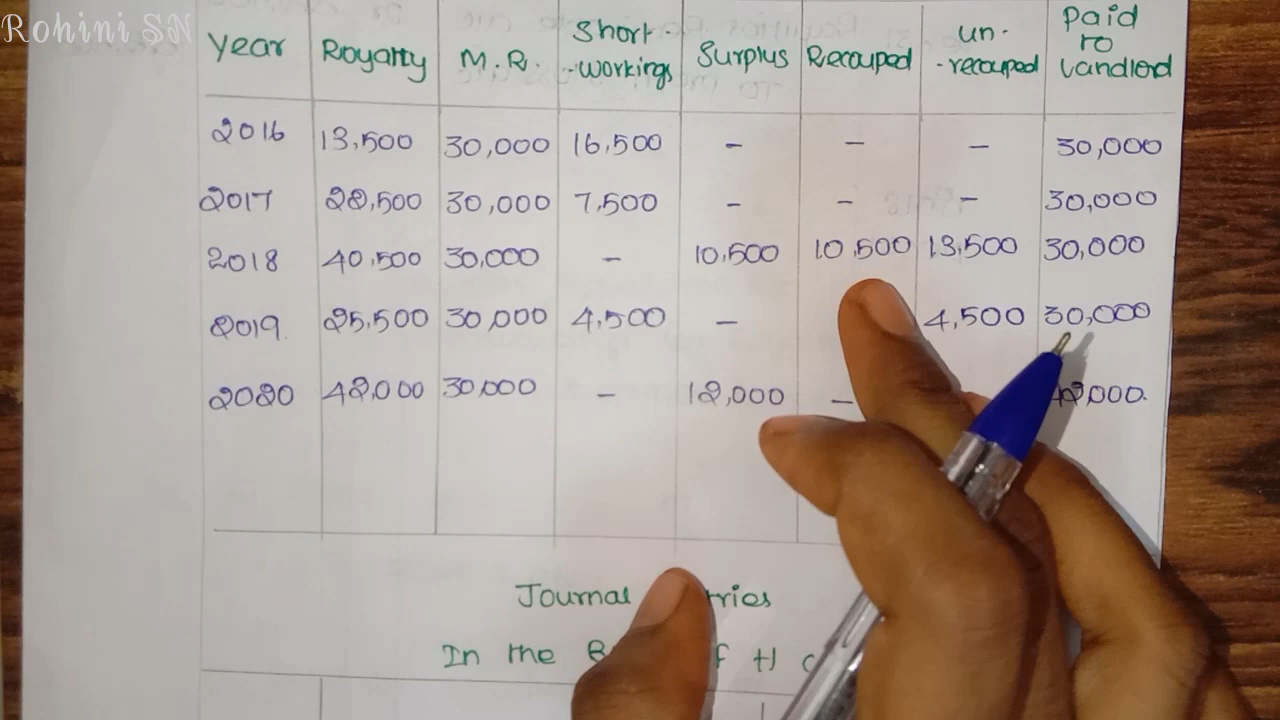 Rohini SN
Year Royalty M.R. Short-workings Surplus Recouped un-recouped Paid to Landlord
2016 13,500 30,000 16,500 - - - 30,000
2017 22,500 30,000 7,500 - - - 30,000
2018 40,500 30,000 - 10,500 10,500 13,500 30,000
2019 25,500 30,000 4,500 - 4,500 30,000
2020 42,000 30,000 - 12,000 - 42,000.
Journal
In the